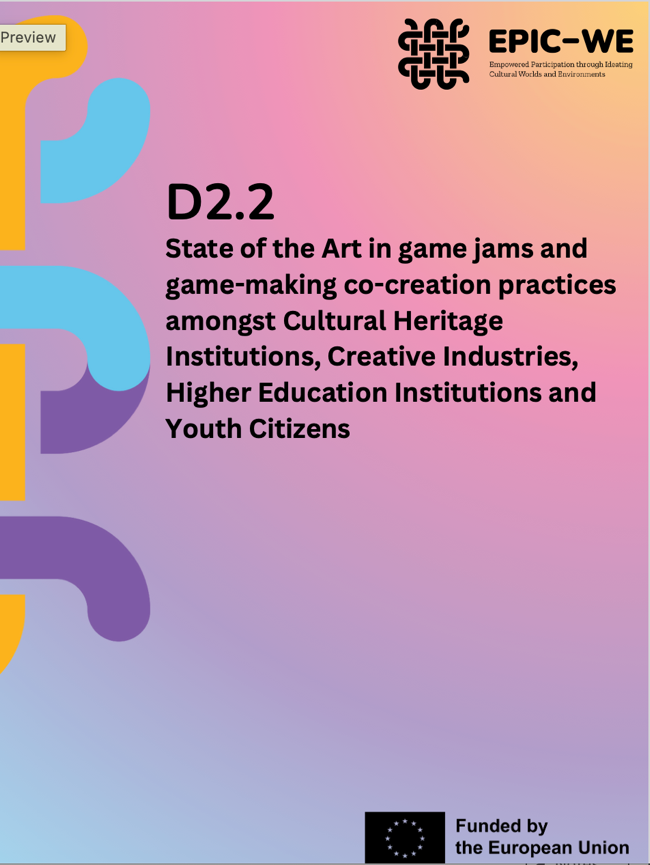 Preview
EPIC-WE
Empowered Participation through Ideating
Cultural Worlds and Environments
D2.2
State of the Art in game jams and
game-making co-creation practices
amongst Cultural Heritage
Institutions, Creative Industries,
Higher Education Institutions and
Youth Citizens
Funded by
the European Union